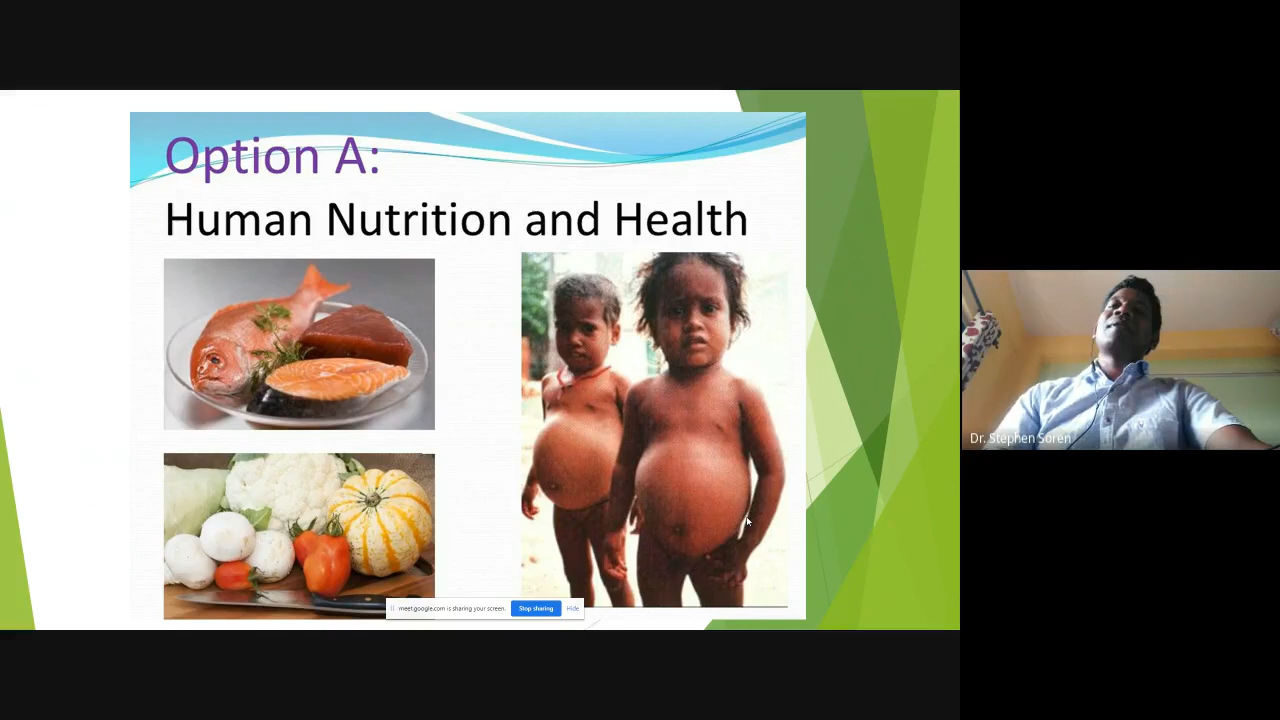 Option A:
Human Nutrition and Health
meet.google.com is sharing your screen.
Stop sharing
Hide
Dr. Stephen Soren